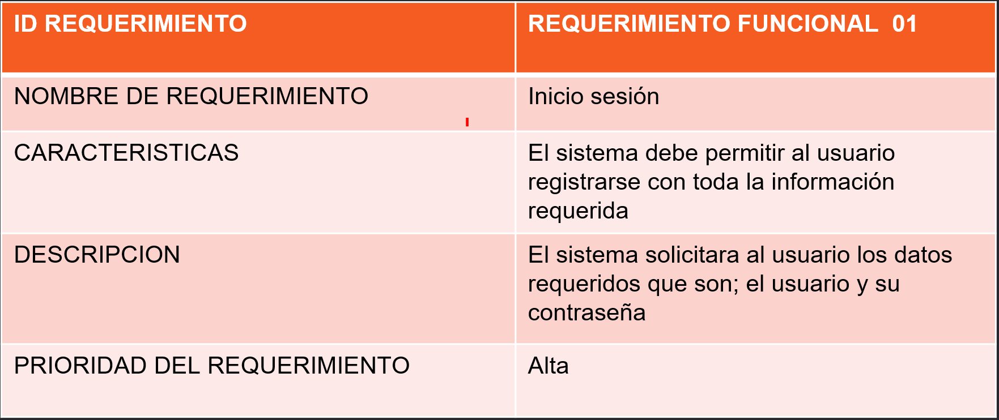 ID REQUERIMIENTO
REQUERIMIENTO FUNCIONAL  01
NOMBRE DE REQUERIMIENTO
Inicio sesión
CARACTERISTICAS
El sistema debe permitir al usuario
registrarse con toda la información
requerida
DESCRIPCION
El sistema solicitara al usuario los datos
requeridos que son; el usuario y su
contraseña
PRIORIDAD DEL REQUERIMIENTO
Alta